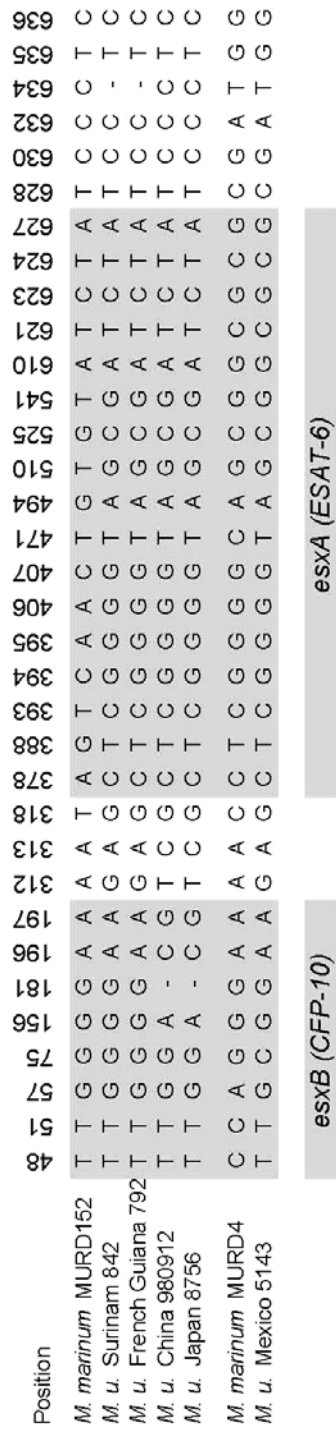 Position 48 51 57 75 156 181 196 197 312 313 318 378 388 393 394 395 406 407 471 494 510 525 541 610 621 623 624 627 628 630 632 634 635 636
M. marinum MURD152 T T G G G G A A A A T A G T C A A C T G T G T A T C T A T C C C T C
M. u. Surinam 842 T T G G G G A A G A G C T C G G G G T A G C G A T C T A T C C - T C
M. u. French Guiana 792 T T G G G G A A G A G C T C G G G G T A G C G A T C T A T C C - T C
M. u. China 980912 T T G G A - C G T C G C T C G G G G T A G C G A T C T A T C C C T C
M. u. Japan 8756 T T G G A - C G T C G C T C G G G G T A G C G A T C T A T C C C T C
M. marinum MURD4 C C A G G G A A A A C C T C G G G G C A G C G G C G C G C G A T G G
M. u. Mexico 5143 T T G C G G A A G A G C T C G G G G T A G C G G C G C G C G A T G G
esxB (CFP-10) esxA (ESAT-6)